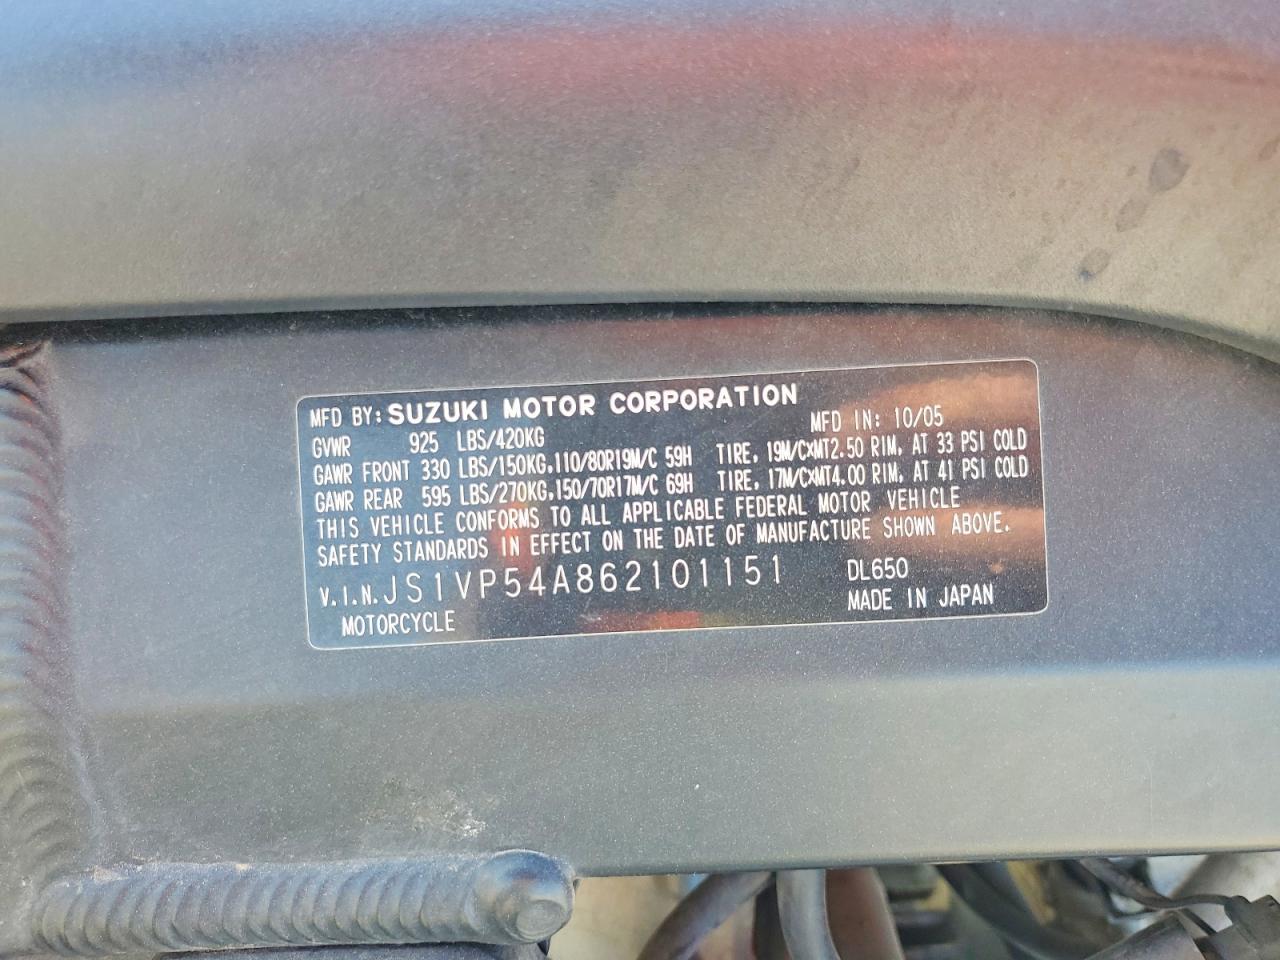 MFD BY: SUZUKI MOTOR CORPORATION
MFD IN: 10/05
GVWR 925 LBS/420KG
GAWR FRONT 330 LBS/150KG.110/80R19M/C 59H TIRE. 19M/CXMT2.50 RIM. AT 33 PSI COLD
GAWR REAR 595 LBS/270KG.150/70R17M/C 69H TIRE. 17M/CXMT4.00 RIM. AT 41 PSI COLD
THIS VEHICLE CONFORMS TO ALL APPLICABLE FEDERAL MOTOR VEHICLE
SAFETY STANDARDS IN EFFECT ON THE DATE OF MANUFACTURE SHOWN ABOVE.
V.I.N.JS1VP54A862101151 DL650
MOTORCYCLE MADE IN JAPAN